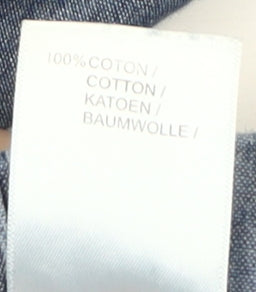 100% COTON /
COTTON /
KATOEN /
BAUMWOLLE /